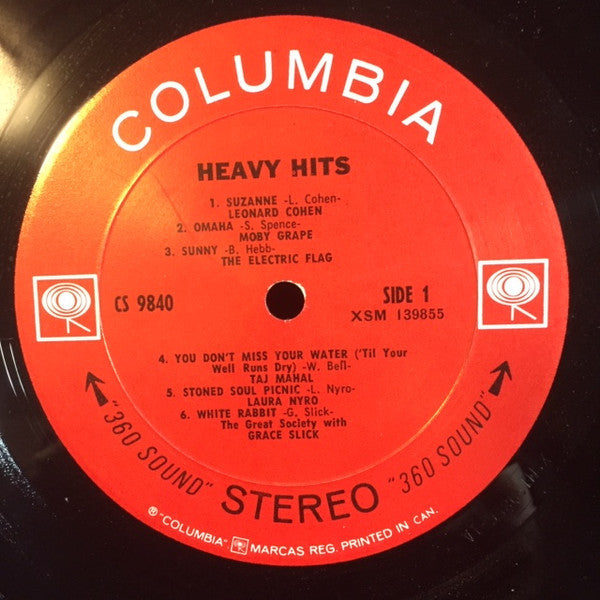 COLUMBIA
HEAVY HITS
1. SUZANNE -L. Cohen-
LEONARD COHEN
2. OMAHA -S. Spence-
MOBY GRAPE
3. SUNNY -B. Hebb-
THE ELECTRIC FLAG
CS 9840
SIDE 1
XSM 139855
4. YOU DON'T MISS YOUR WATER ('Til Your
Well Runs Dry) -W. Bell-
TAJ MAHAL
5. STONED SOUL PICNIC -L. Nyro-
LAURA NYRO
6. WHITE RABBIT -G. Slick-
The Great Society with
GRACE SLICK
"360 SOUND" STEREO "360 SOUND"
® "COLUMBIA" MARCAS REG. PRINTED IN CAN.